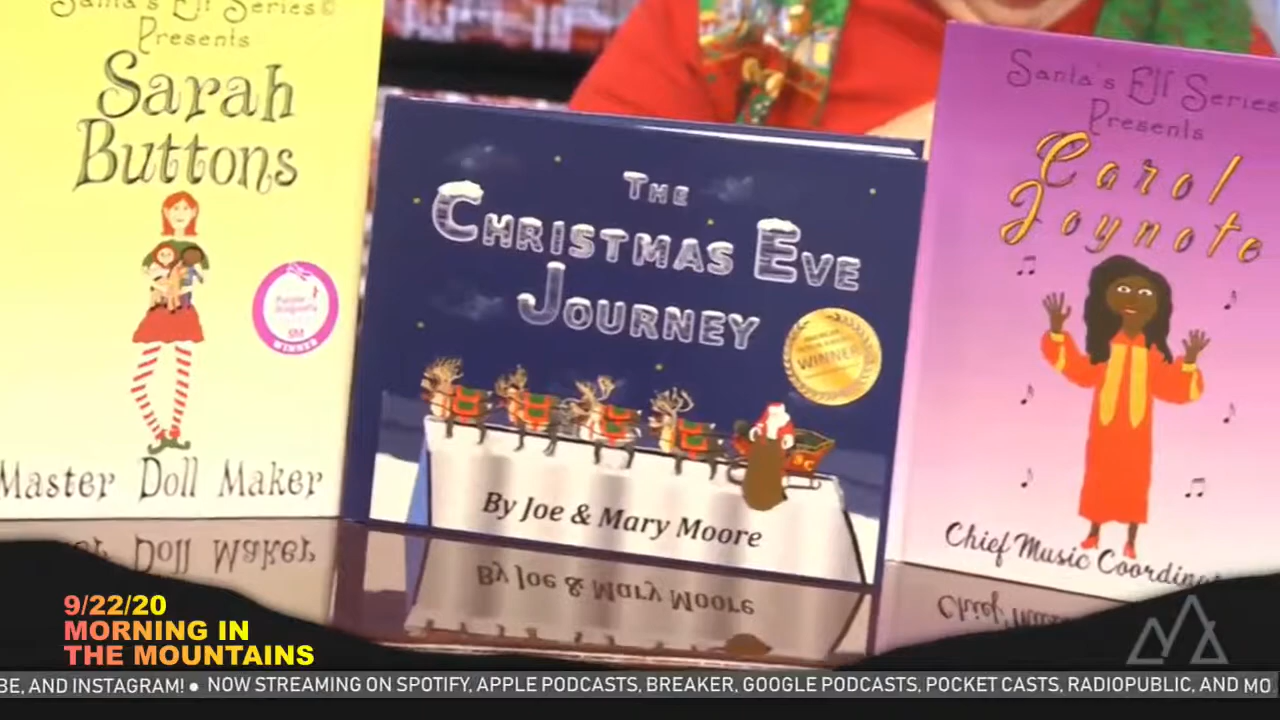 Santa's Elf Series©
Presents
Sarah
Buttons
WINNER
Master Doll Maker
THE
CHRISTMAS EVE
JOURNEY
WINNER
By Joe & Mary Moore
Santa's Elf Series
Presents
Carol
Joynote
Chief Music
9/22/20
MORNING IN
THE MOUNTAINS
BE, AND INSTAGRAM! ● NOW STREAMING ON SPOTIFY, APPLE PODCASTS, BREAKER, GOOGLE PODCASTS, POCKET CASTS, RADIOPUBLIC, AND MO